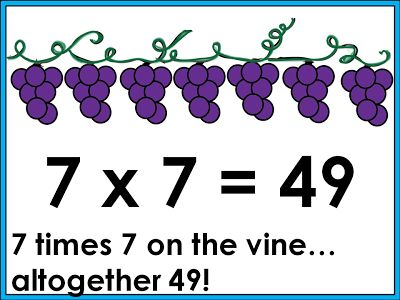 7 x 7 = 49
7 times 7 on the vine…
altogether 49!